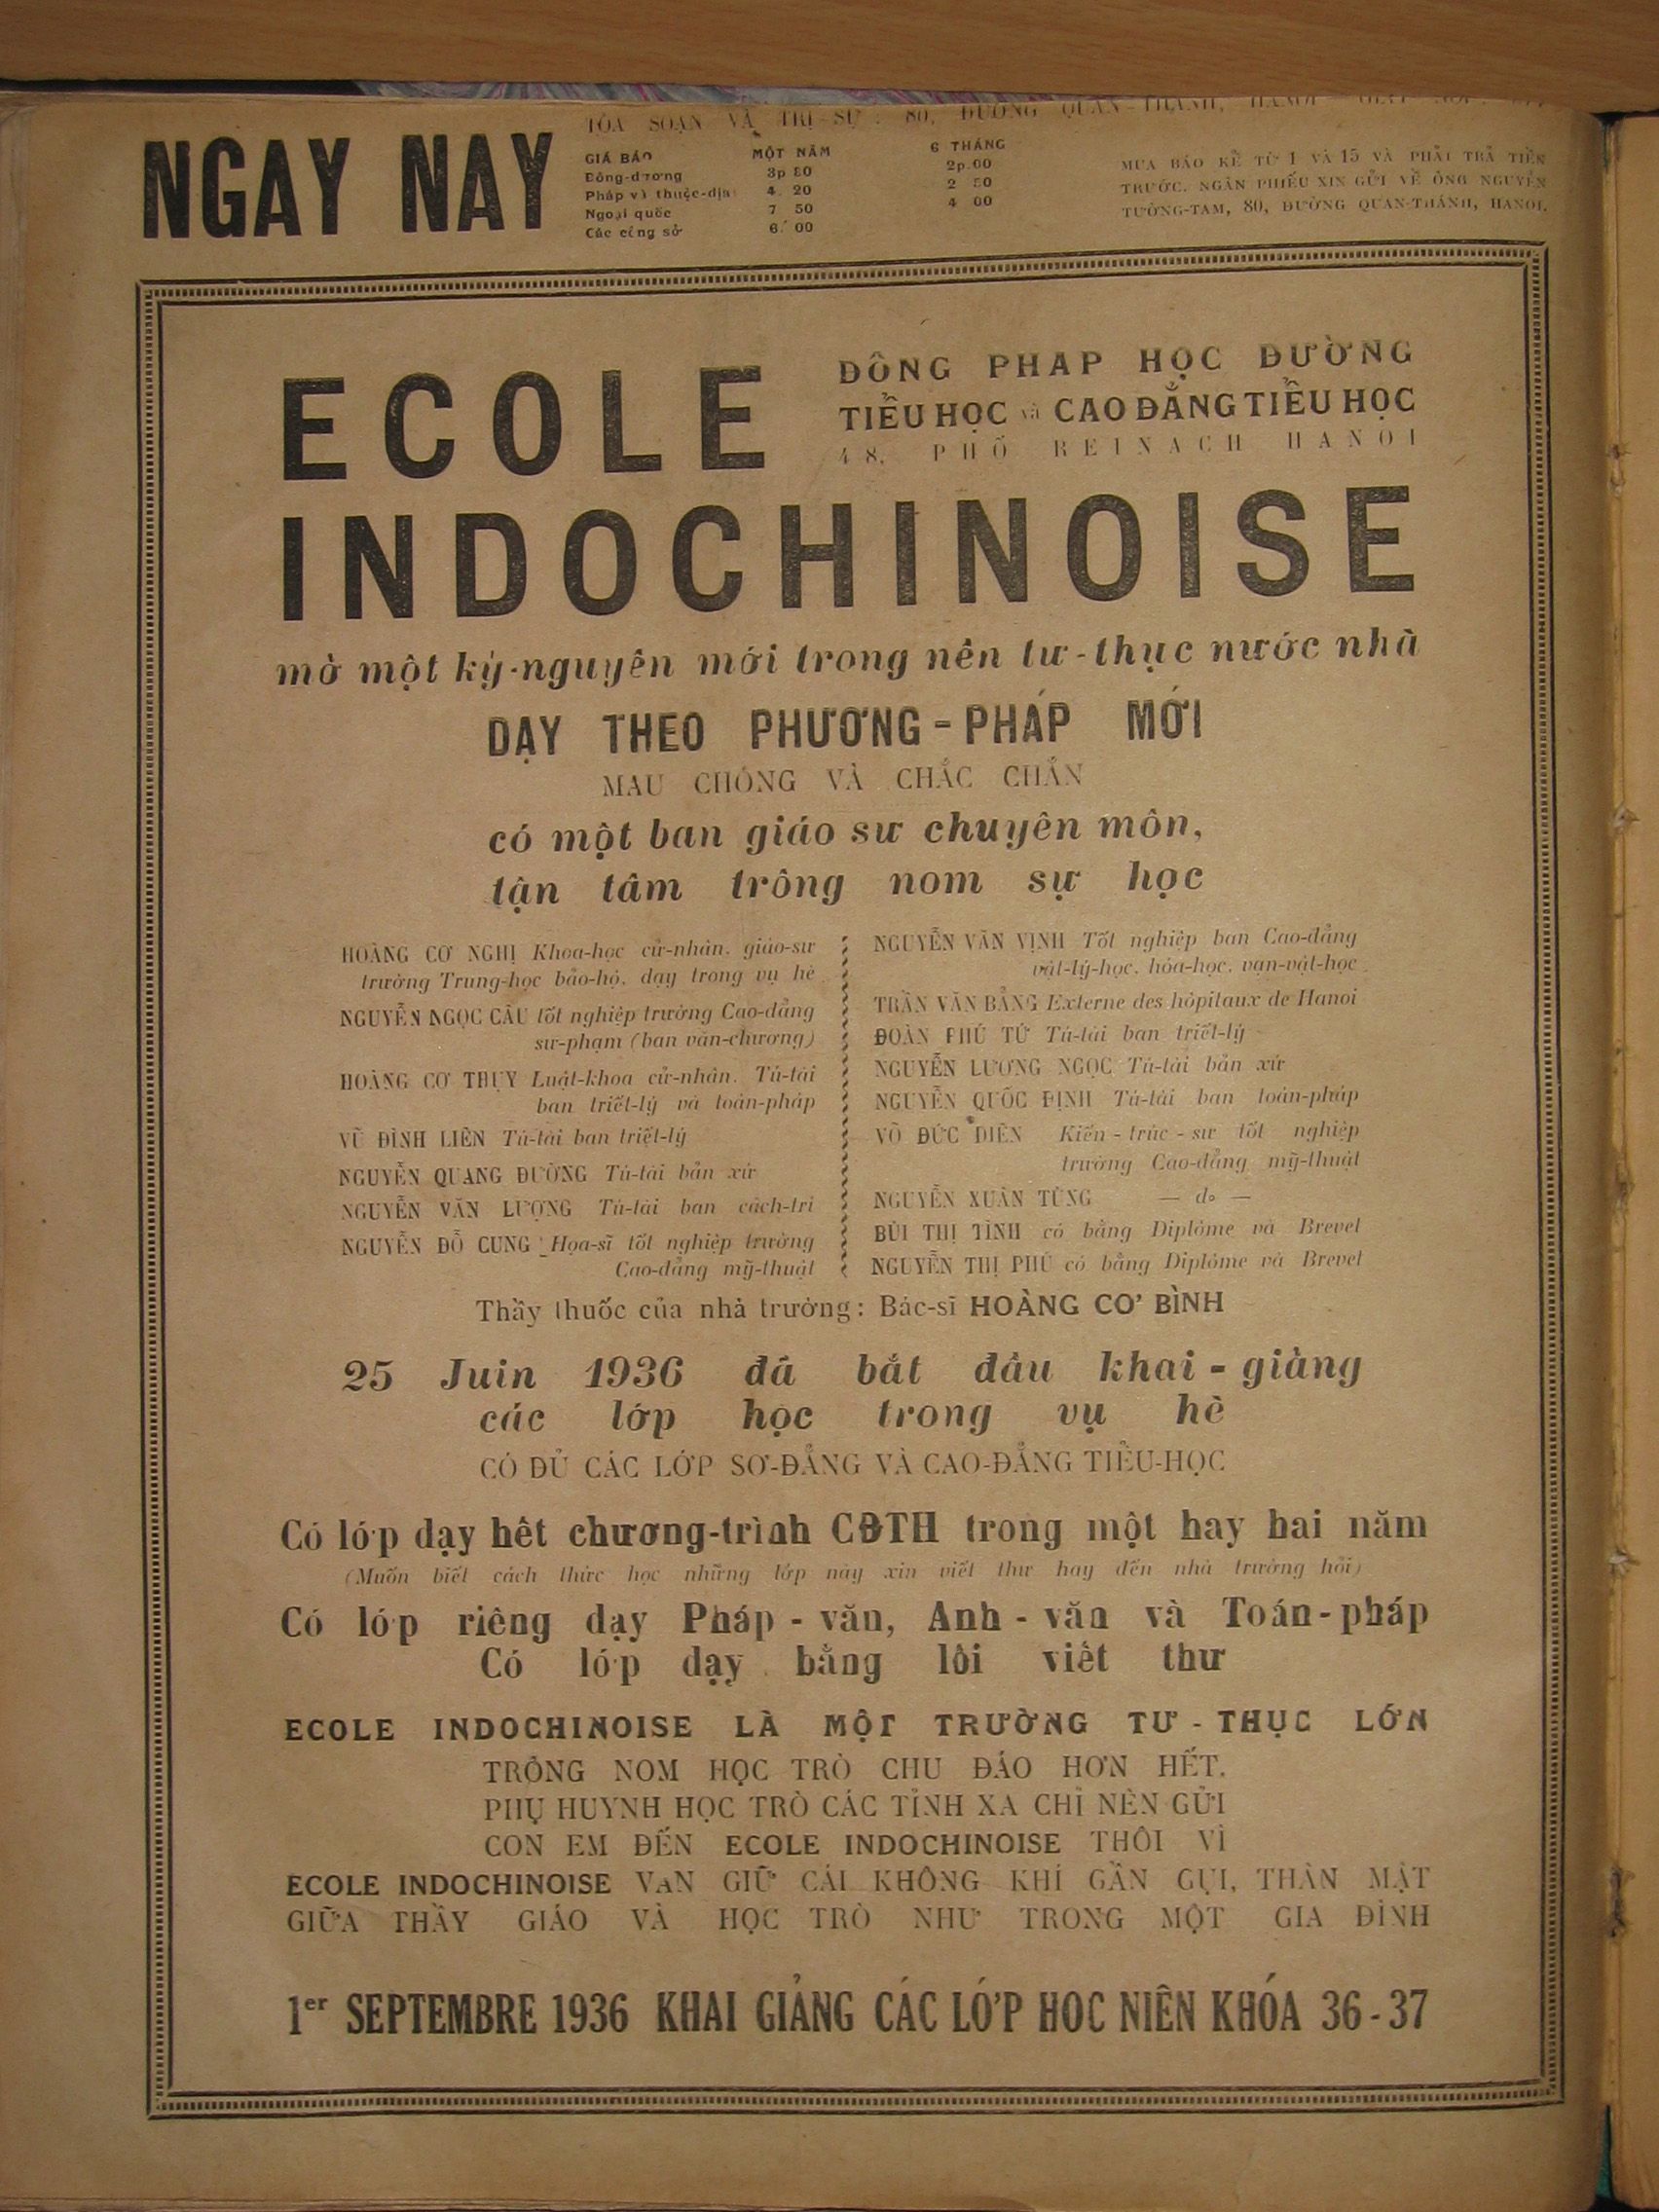 TÒA SOẠN VÀ TRỊ-SỰ : 80, ĐƯỜNG QUAN-THÁNH, HANOI
NGAY NAY
GIÁ BÁO MỘT NĂM 6 THÁNG
Đông-dương 3p 80 2p.00
Pháp và thuộc-địa 4. 20 2 50
Ngoại quốc 7 50 4 00
Các công sở 6. 00
MUA BÁO KỂ TỪ 1 VÀ 15 VÀ PHẢI TRẢ TIỀN
TRƯỚC. NGÂN PHIẾU XIN GỬI VỀ ÔNG NGUYỄN
TƯỜNG-TAM, 80, ĐƯỜNG QUAN-THÁNH, HANOI.
ECOLE
ĐÔNG PHAP HỌC ĐƯỜNG
TIỂU HỌC và CAO ĐẲNG TIỂU HỌC
48, PHỐ REINACH HANOI
INDOCHINOISE
mở một kỷ-nguyên mới trong nền tư-thục nước nhà
DẠY THEO PHƯƠNG-PHÁP MỚI
MAU CHÓNG VÀ CHẮC CHẮN
có một ban giáo sư chuyên môn,
tận tâm trông nom sự học
HOÀNG CƠ NGHỊ Khoa-học cử-nhân. giáo-sư
trường Trung-học bảo-hộ, dạy trong vụ hè
NGUYỄN NGỌC CẦU tốt nghiệp trường Cao-đẳng
sư-phạm (ban văn-chương)
HOÀNG CƠ THỤY Luật-khoa cử-nhân. Tú-tài
ban triết-lý và toán-pháp
VŨ ĐÌNH LIÊN Tú-tài ban triết-lý
NGUYỄN QUANG ĐƯỜNG Tú-tài bản xứ
NGUYỄN VĂN LƯỢNG Tú-tài ban cách-trí
NGUYỄN ĐỖ CUNG Họa-sĩ tốt nghiệp trường
Cao-đẳng mỹ-thuật
NGUYỄN VĂN VỊNH Tốt nghiệp ban Cao-đẳng
vật-lý-học, hóa-học, vạn-vật-học
TRẦN VĂN BẢNG Externe des hôpitaux de Hanoi
ĐOÀN PHÚ TỨ Tú-tài ban triết-lý
NGUYỄN LƯƠNG NGỌC Tú-tài bản xứ
NGUYỄN QUỐC ĐỊNH Tú-tài ban toán-pháp
VÕ ĐỨC DIÊN Kiến-trúc-sư tốt nghiệp
trường Cao-đẳng mỹ-thuật
NGUYỄN XUÂN TÙNG — do —
BÙI THỊ TÌNH có bằng Diplôme và Brevet
NGUYỄN THỊ PHÚ có bằng Diplôme và Brevet
Thầy thuốc của nhà trường: Bác-sĩ HOÀNG CƠ BÌNH
25 Juin 1936 đã bắt đầu khai-giảng
các lớp học trong vụ hè
CÓ ĐỦ CÁC LỚP SƠ-ĐẲNG VÀ CAO-ĐẲNG TIỂU-HỌC
Có lớp dạy hết chương-trình CĐTH trong một hay hai năm
(Muốn biết cách thức học những lớp này xin viết thư hay đến nhà trường hỏi)
Có lớp riêng dạy Pháp-văn, Anh-văn và Toán-pháp
Có lớp dạy bằng lối viết thư
ECOLE INDOCHINOISE LÀ MỘT TRƯỜNG TƯ-THỤC LỚN
TRÔNG NOM HỌC TRÒ CHU ĐÁO HƠN HẾT.
PHỤ HUYNH HỌC TRÒ CÁC TỈNH XA CHỈ NÊN GỬI
CON EM ĐẾN ECOLE INDOCHINOISE THÔI VÌ
ECOLE INDOCHINOISE VẪN GIỮ CÁI KHÔNG KHÍ GẦN GỤI, THÂN MẬT
GIỮA THẦY GIÁO VÀ HỌC TRÒ NHƯ TRONG MỘT GIA ĐÌNH
1er SEPTEMBRE 1936 KHAI GIẢNG CÁC LỚP HOC NIÊN KHÓA 36-37